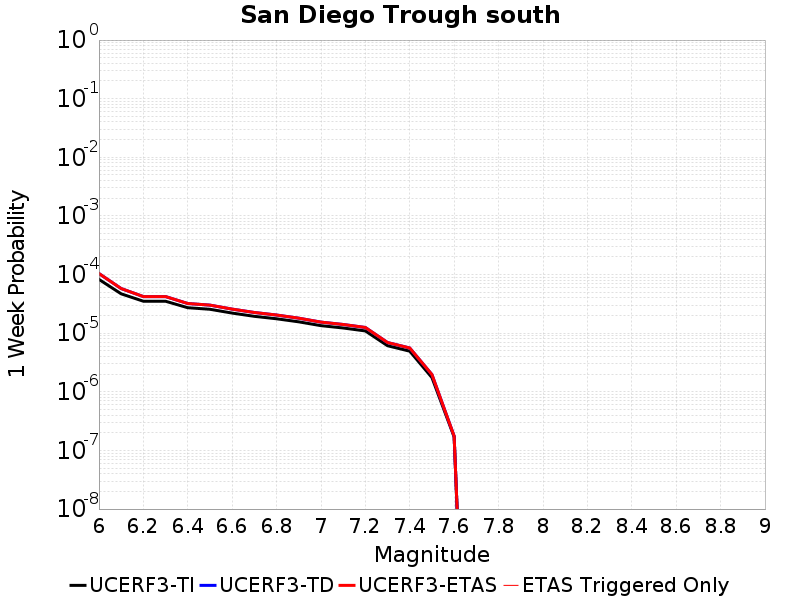 San Diego Trough south
1 Week Probability
10^0
10^-1
10^-2
10^-3
10^-4
10^-5
10^-6
10^-7
10^-8
6 6.2 6.4 6.6 6.8 7 7.2 7.4 7.6 7.8 8 8.2 8.4 8.6 8.8 9
Magnitude
UCERF3-TI UCERF3-TD UCERF3-ETAS ETAS Triggered Only